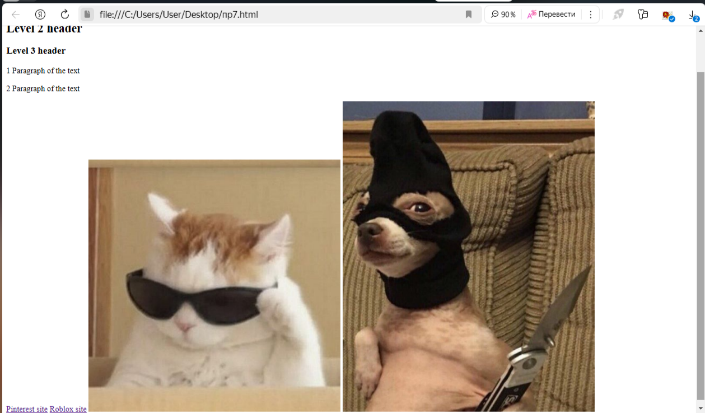 file:///C:/Users/User/Desktop/np7.html
90 %
Перевести
Level 2 header
Level 3 header
1 Paragraph of the text
2 Paragraph of the text
Pinterest site Roblox site